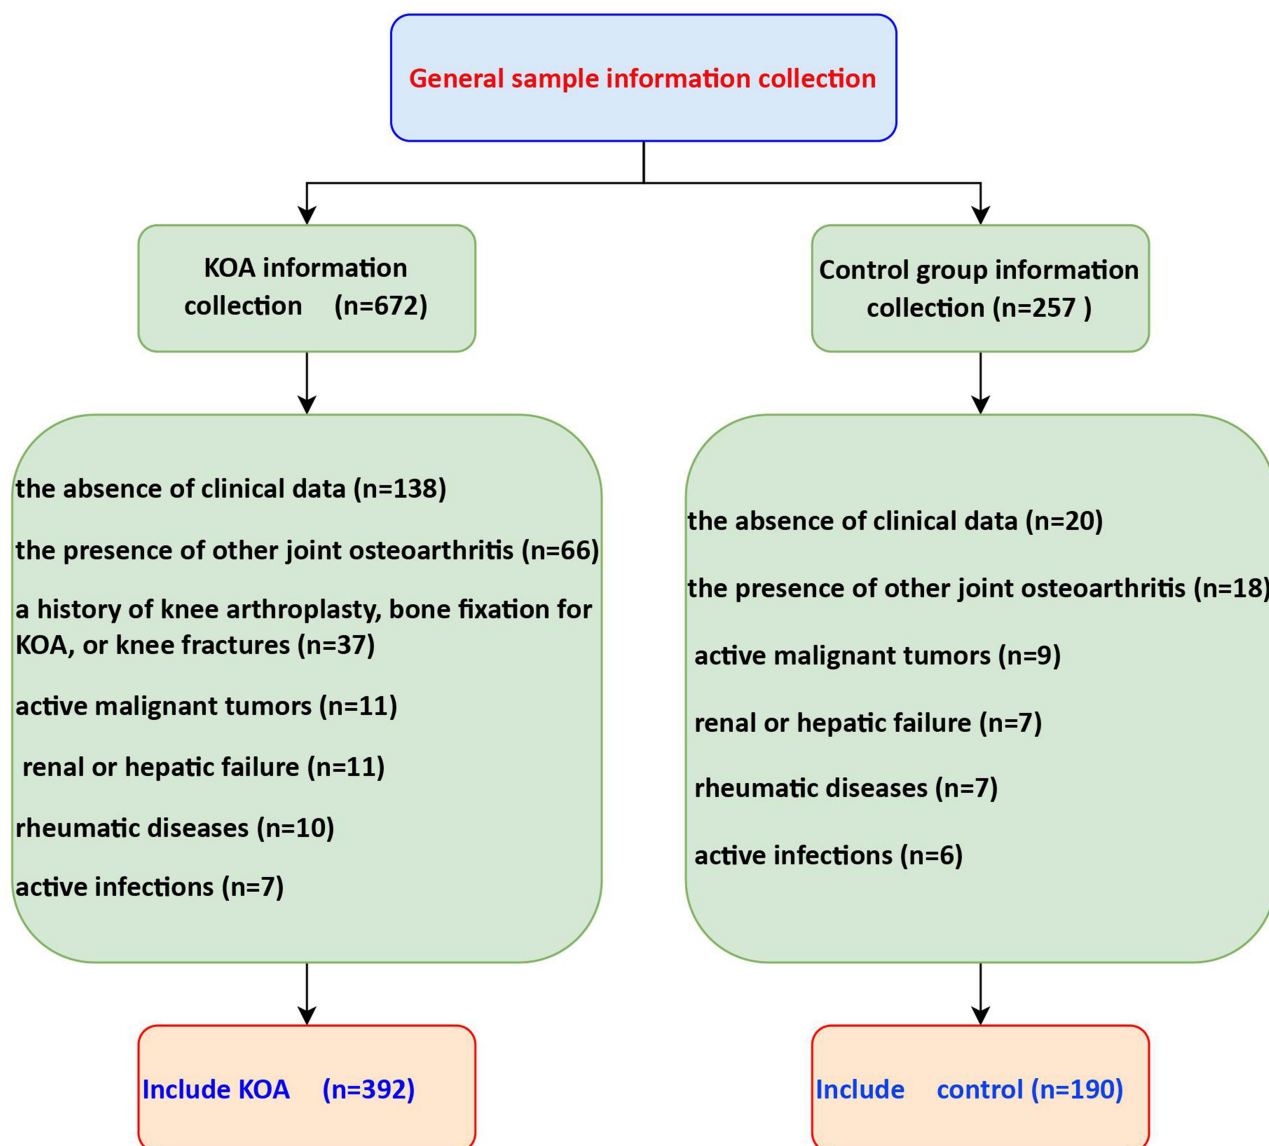 General sample information collection
KOA information
collection (n=672)
Control group information
collection (n=257 )
the absence of clinical data (n=138)
the presence of other joint osteoarthritis (n=66)
a history of knee arthroplasty, bone fixation for
KOA, or knee fractures (n=37)
active malignant tumors (n=11)
renal or hepatic failure (n=11)
rheumatic diseases (n=10)
active infections (n=7)
the absence of clinical data (n=20)
the presence of other joint osteoarthritis (n=18)
active malignant tumors (n=9)
renal or hepatic failure (n=7)
rheumatic diseases (n=7)
active infections (n=6)
Include KOA (n=392)
Include control (n=190)